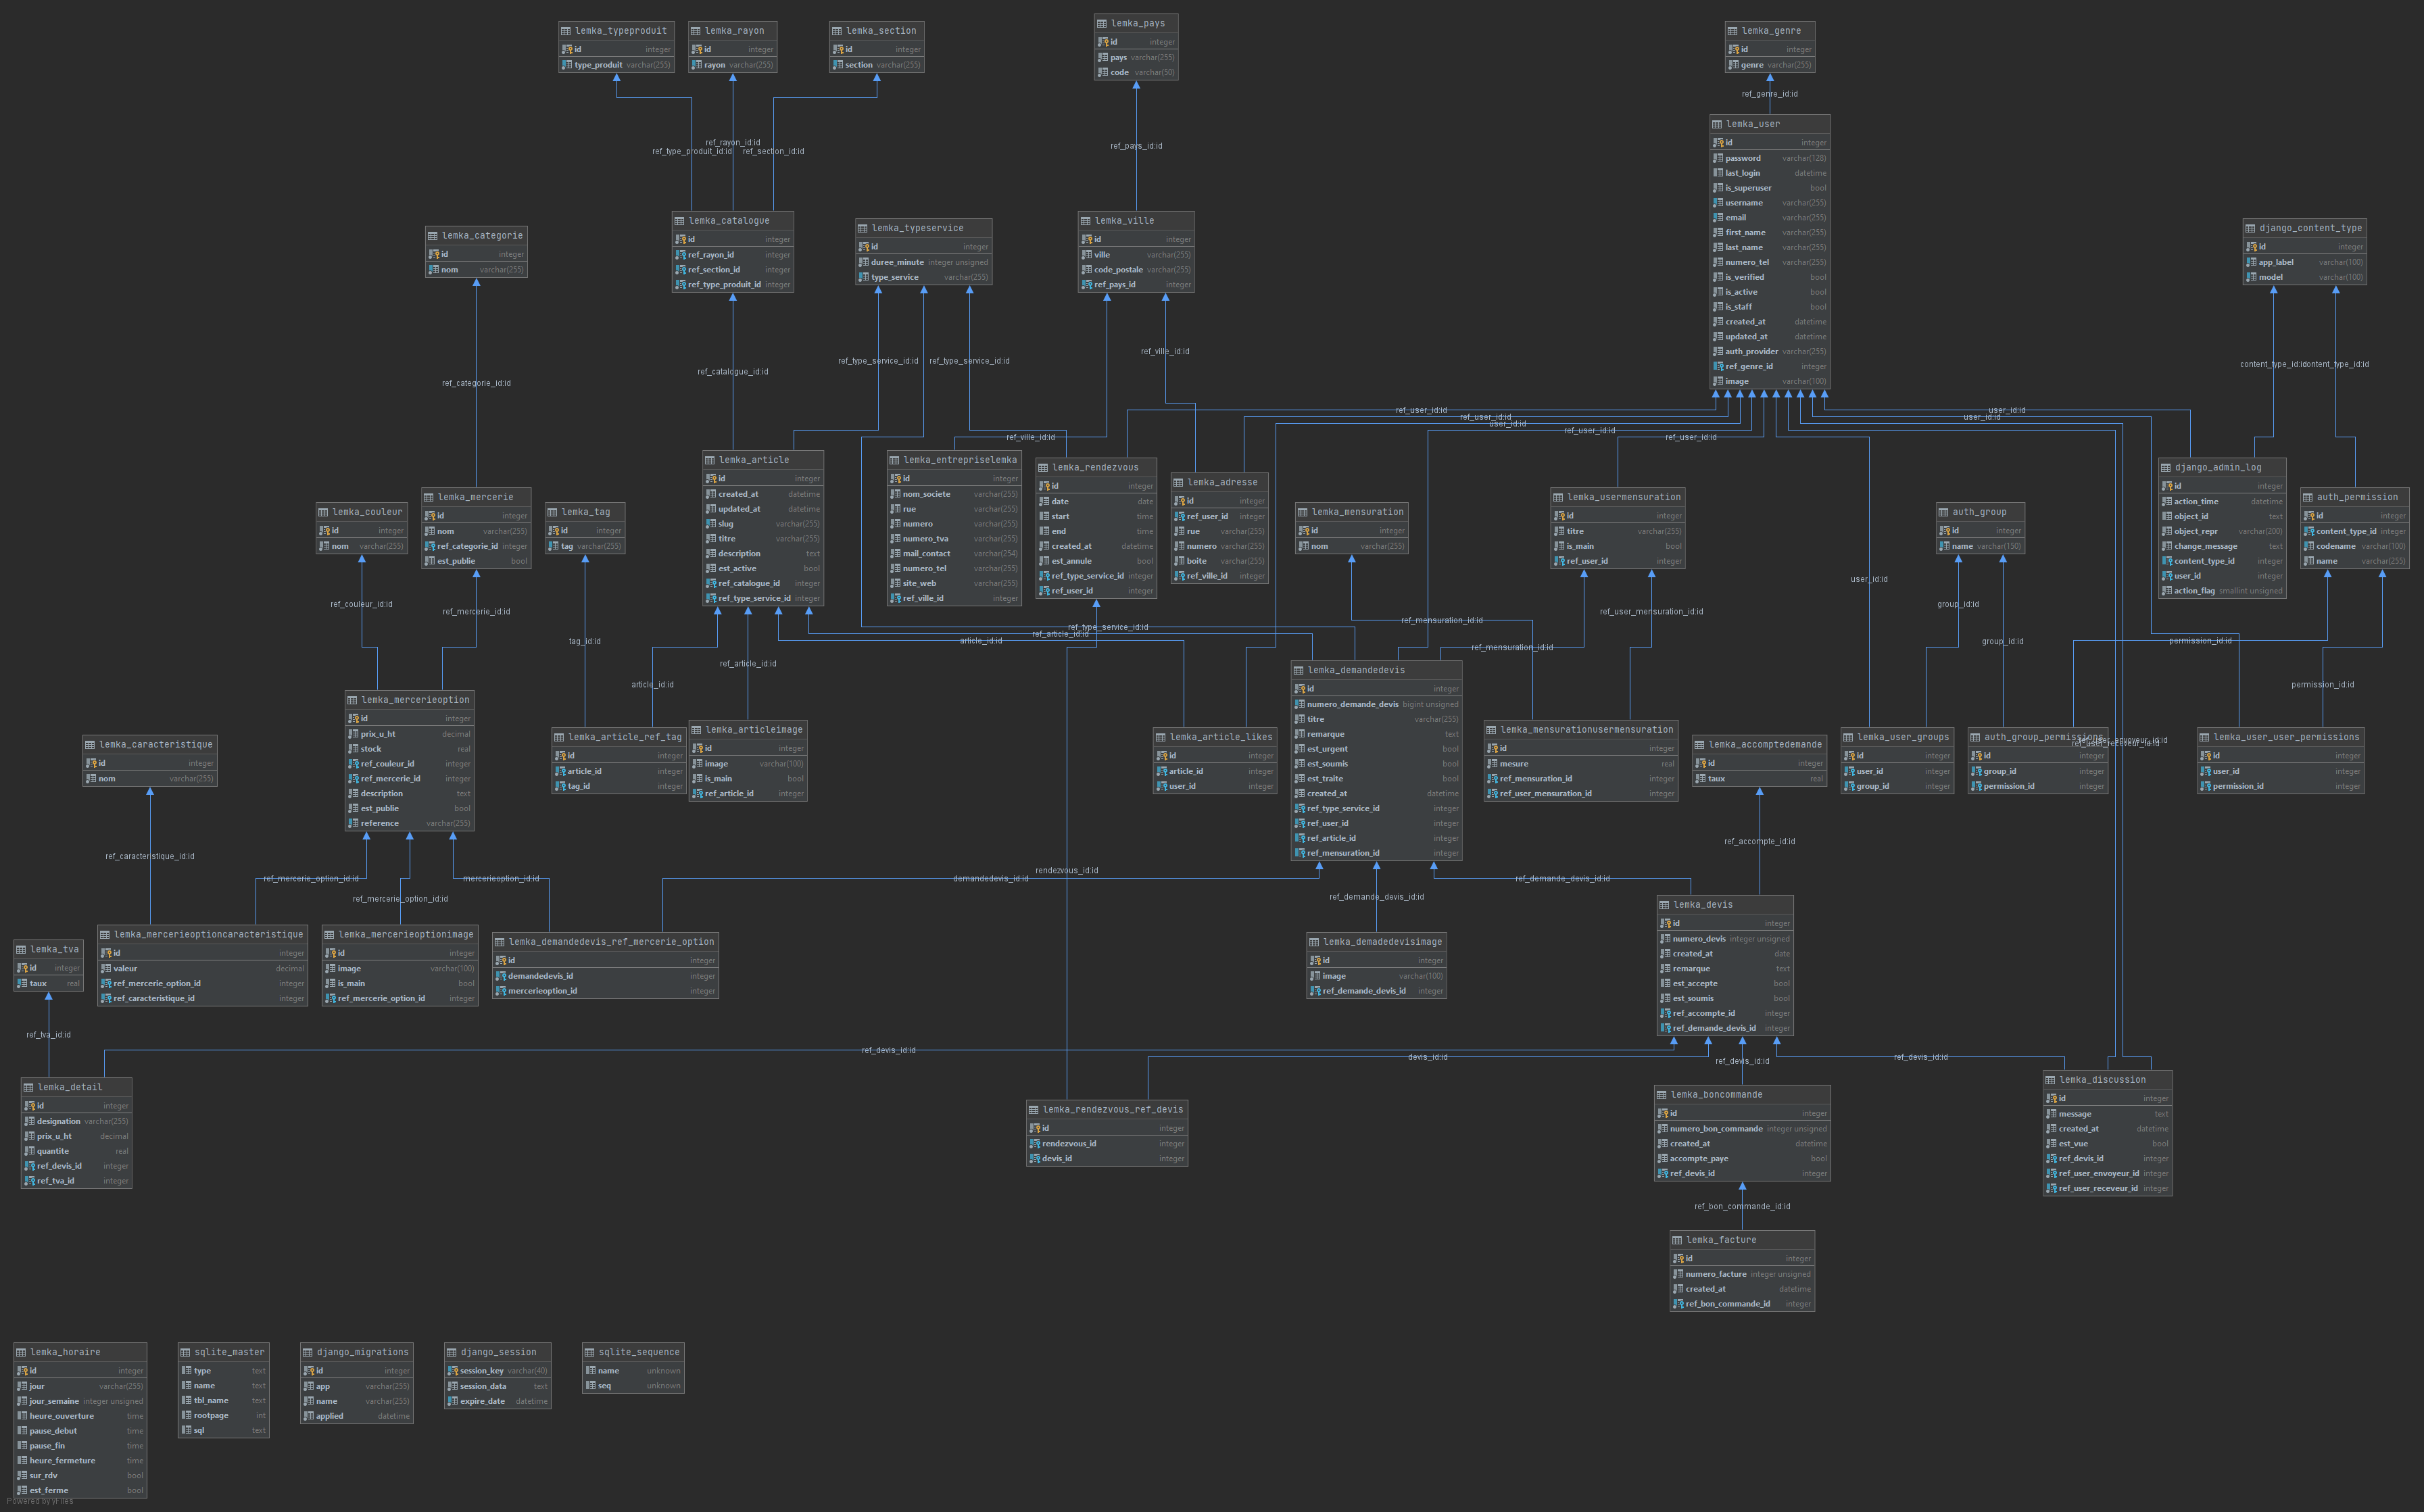 lemka_typeproduit
id integer
type_produit varchar(255)
lemka_rayon
id integer
rayon varchar(255)
lemka_section
id integer
section varchar(255)
lemka_pays
id integer
pays varchar(255)
code varchar(50)
lemka_genre
id integer
genre varchar(255)
ref_genre_id:id
ref_type_produit_id:id
ref_rayon_id:id
ref_section_id:id
ref_pays_id:id
lemka_user
id integer
password varchar(128)
last_login datetime
is_superuser bool
username varchar(255)
email varchar(255)
first_name varchar(255)
last_name varchar(255)
numero_tel varchar(255)
is_verified bool
is_active bool
is_staff bool
created_at datetime
updated_at datetime
auth_provider varchar(255)
ref_genre_id integer
image varchar(100)
lemka_categorie
id integer
nom varchar(255)
lemka_catalogue
id integer
ref_rayon_id integer
ref_section_id integer
ref_type_produit_id integer
lemka_typeservice
id integer
duree_minute integer unsigned
type_service varchar(255)
lemka_ville
id integer
ville varchar(255)
code_postale varchar(255)
ref_pays_id integer
django_content_type
id integer
app_label varchar(100)
model varchar(100)
ref_categorie_id:id
ref_catalogue_id:id
ref_type_service_id:id
ref_type_service_id:id
ref_ville_id:id
content_type_id:id
content_type_id:id
ref_ville_id:id
ref_user_id:id
ref_user_id:id
user_id:id
ref_user_id:id
ref_user_id:id
user_id:id
user_id:id
lemka_couleur
id integer
nom varchar(255)
lemka_mercerie
id integer
nom varchar(255)
ref_categorie_id integer
est_publie bool
lemka_tag
id integer
tag varchar(255)
lemka_article
id integer
created_at datetime
updated_at datetime
slug varchar(255)
titre varchar(255)
description text
est_active bool
ref_catalogue_id integer
ref_type_service_id integer
lemka_entrepriselemka
id integer
nom_societe varchar(255)
rue varchar(255)
numero varchar(255)
numero_tva varchar(255)
mail_contact varchar(254)
numero_tel varchar(255)
site_web varchar(255)
ref_ville_id integer
lemka_rendezvous
id integer
date date
start time
end time
created_at datetime
est_annule bool
ref_type_service_id integer
ref_user_id integer
lemka_adresse
id integer
ref_user_id integer
rue varchar(255)
numero varchar(255)
boite varchar(255)
ref_ville_id integer
lemka_mensuration
id integer
nom varchar(255)
lemka_usermensuration
id integer
titre varchar(255)
is_main bool
ref_user_id integer
auth_group
id integer
name varchar(150)
django_admin_log
id integer
action_time datetime
object_id text
object_repr varchar(200)
change_message text
content_type_id integer
user_id integer
action_flag smallint unsigned
auth_permission
id integer
content_type_id integer
codename varchar(100)
name varchar(255)
ref_couleur_id:id
ref_mercerie_id:id
tag_id:id
article_id:id
ref_article_id:id
article_id:id
ref_type_service_id:id
ref_article_id:id
ref_mensuration_id:id
ref_mensuration_id:id
ref_user_mensuration_id:id
user_id:id
group_id:id
group_id:id
permission_id:id
permission_id:id
lemka_mercerieoption
id integer
prix_u_ht decimal
stock real
ref_couleur_id integer
ref_mercerie_id integer
description text
est_publie bool
reference varchar(255)
lemka_caracteristique
id integer
nom varchar(255)
lemka_article_ref_tag
id integer
article_id integer
tag_id integer
lemka_articleimage
id integer
image varchar(100)
is_main bool
ref_article_id integer
lemka_article_likes
id integer
article_id integer
user_id integer
lemka_demandedevis
id integer
numero_demande_devis bigint unsigned
titre varchar(255)
remarque text
est_urgent bool
est_soumis bool
est_traite bool
created_at datetime
ref_type_service_id integer
ref_user_id integer
ref_article_id integer
ref_mensuration_id integer
lemka_mensurationusermensuration
id integer
mesure real
ref_mensuration_id integer
ref_user_mensuration_id integer
lemka_accomptedemande
id integer
taux real
lemka_user_groups
id integer
user_id integer
group_id integer
auth_group_permissions
id integer
group_id integer
permission_id integer
lemka_user_user_permissions
id integer
user_id integer
permission_id integer
ref_caracteristique_id:id
ref_mercerie_option_id:id
ref_mercerie_option_id:id
mercerieoption_id:id
demandedevis_id:id
rendezvous_id:id
ref_demande_devis_id:id
ref_demande_devis_id:id
ref_accompte_id:id
lemka_tva
id integer
taux real
lemka_mercerieoptioncaracteristique
id integer
valeur decimal
ref_mercerie_option_id integer
ref_caracteristique_id integer
lemka_mercerieoptionimage
id integer
image varchar(100)
is_main bool
ref_mercerie_option_id integer
lemka_demandedevis_ref_mercerie_option
id integer
demandedevis_id integer
mercerieoption_id integer
lemka_demadedevisimage
id integer
image varchar(100)
ref_demande_devis_id integer
lemka_devis
id integer
numero_devis integer unsigned
created_at date
remarque text
est_accepte bool
est_soumis bool
ref_accompte_id integer
ref_demande_devis_id integer
ref_tva_id:id
ref_devis_id:id
devis_id:id
ref_devis_id:id
ref_devis_id:id
lemka_detail
id integer
designation varchar(255)
prix_u_ht decimal
quantite real
ref_devis_id integer
ref_tva_id integer
lemka_rendezvous_ref_devis
id integer
rendezvous_id integer
devis_id integer
lemka_boncommande
id integer
numero_bon_commande integer unsigned
created_at datetime
accompte_paye bool
ref_devis_id integer
lemka_discussion
id integer
message text
created_at datetime
est_vue bool
ref_devis_id integer
ref_user_envoyeur_id integer
ref_user_receveur_id integer
ref_bon_commande_id:id
lemka_facture
id integer
numero_facture integer unsigned
created_at datetime
ref_bon_commande_id integer
lemka_horaire
id integer
jour varchar(255)
jour_semaine integer unsigned
heure_ouverture time
pause_debut time
pause_fin time
heure_fermeture time
sur_rdv bool
est_ferme bool
sqlite_master
type text
name text
tbl_name text
rootpage int
sql text
django_migrations
id integer
app varchar(255)
name varchar(255)
applied datetime
django_session
session_key varchar(40)
session_data text
expire_date datetime
sqlite_sequence
name unknown
seq unknown
Powered by yFiles